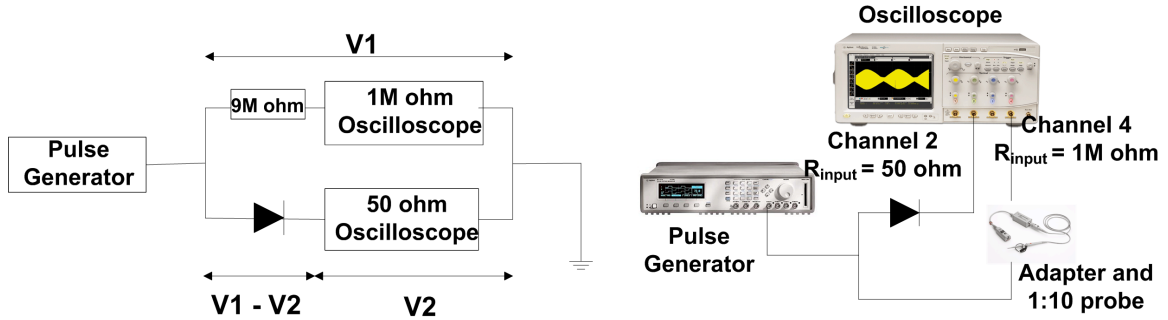 V1
9M ohm
1M ohm
Oscilloscope
Pulse
Generator
50 ohm
Oscilloscope
V1 - V2
V2
Oscilloscope
Channel 2
Rinput = 50 ohm
Channel 4
Rinput = 1M ohm
Pulse
Generator
Adapter and
1:10 probe